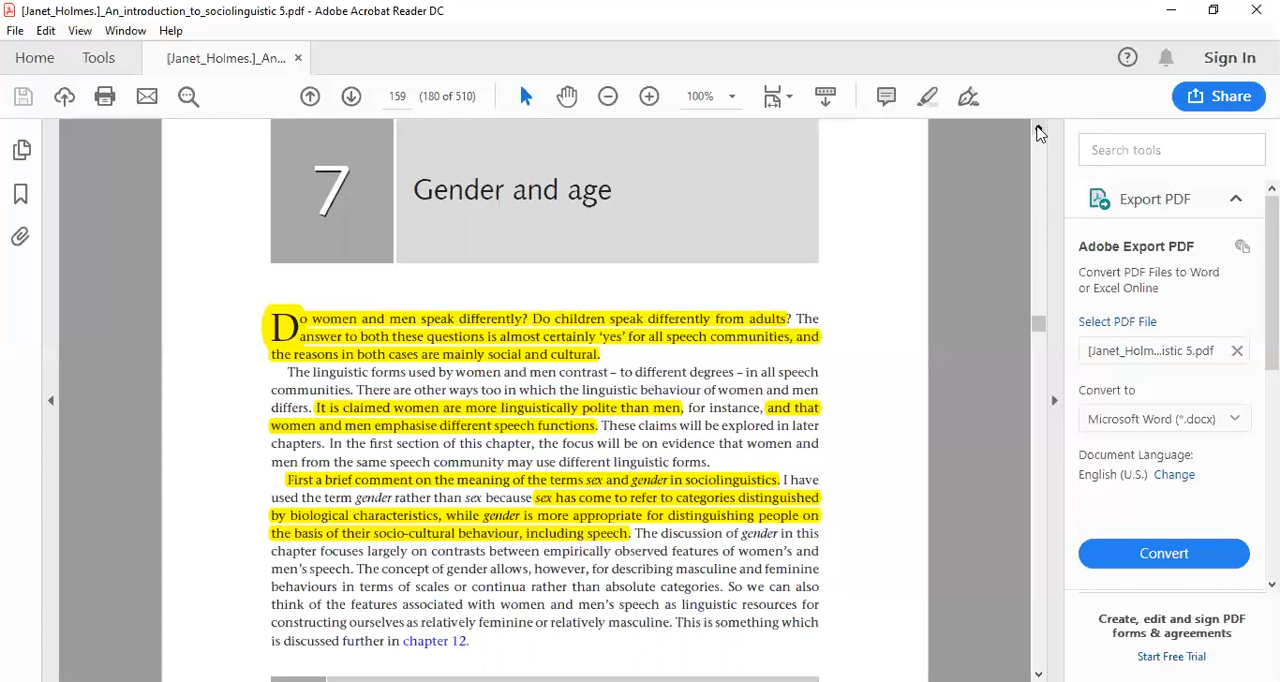 [Janet_Holmes.]_An_introduction_to_sociolinguistic 5.pdf - Adobe Acrobat Reader DC
File Edit View Window Help
Home Tools [Janet_Holmes.]_An... × Sign In
159 (180 of 510) 100% Share
7 Gender and age
Do women and men speak differently? Do children speak differently from adults? The
answer to both these questions is almost certainly ‘yes’ for all speech communities, and
the reasons in both cases are mainly social and cultural.
The linguistic forms used by women and men contrast – to different degrees – in all speech
communities. There are other ways too in which the linguistic behaviour of women and men
differs. It is claimed women are more linguistically polite than men, for instance, and that
women and men emphasise different speech functions. These claims will be explored in later
chapters. In the first section of this chapter, the focus will be on evidence that women and
men from the same speech community may use different linguistic forms.
First a brief comment on the meaning of the terms sex and gender in sociolinguistics. I have
used the term gender rather than sex because sex has come to refer to categories distinguished
by biological characteristics, while gender is more appropriate for distinguishing people on
the basis of their socio-cultural behaviour, including speech. The discussion of gender in this
chapter focuses largely on contrasts between empirically observed features of women’s and
men’s speech. The concept of gender allows, however, for describing masculine and feminine
behaviours in terms of scales or continua rather than absolute categories. So we can also
think of the features associated with women and men’s speech as linguistic resources for
constructing ourselves as relatively feminine or relatively masculine. This is something which
is discussed further in chapter 12.
Search tools
Export PDF
Adobe Export PDF
Convert PDF Files to Word
or Excel Online
Select PDF File
[Janet_Holm...istic 5.pdf
Convert to
Microsoft Word (*.docx)
Document Language:
English (U.S.) Change
Convert
Create, edit and sign PDF
forms & agreements
Start Free Trial